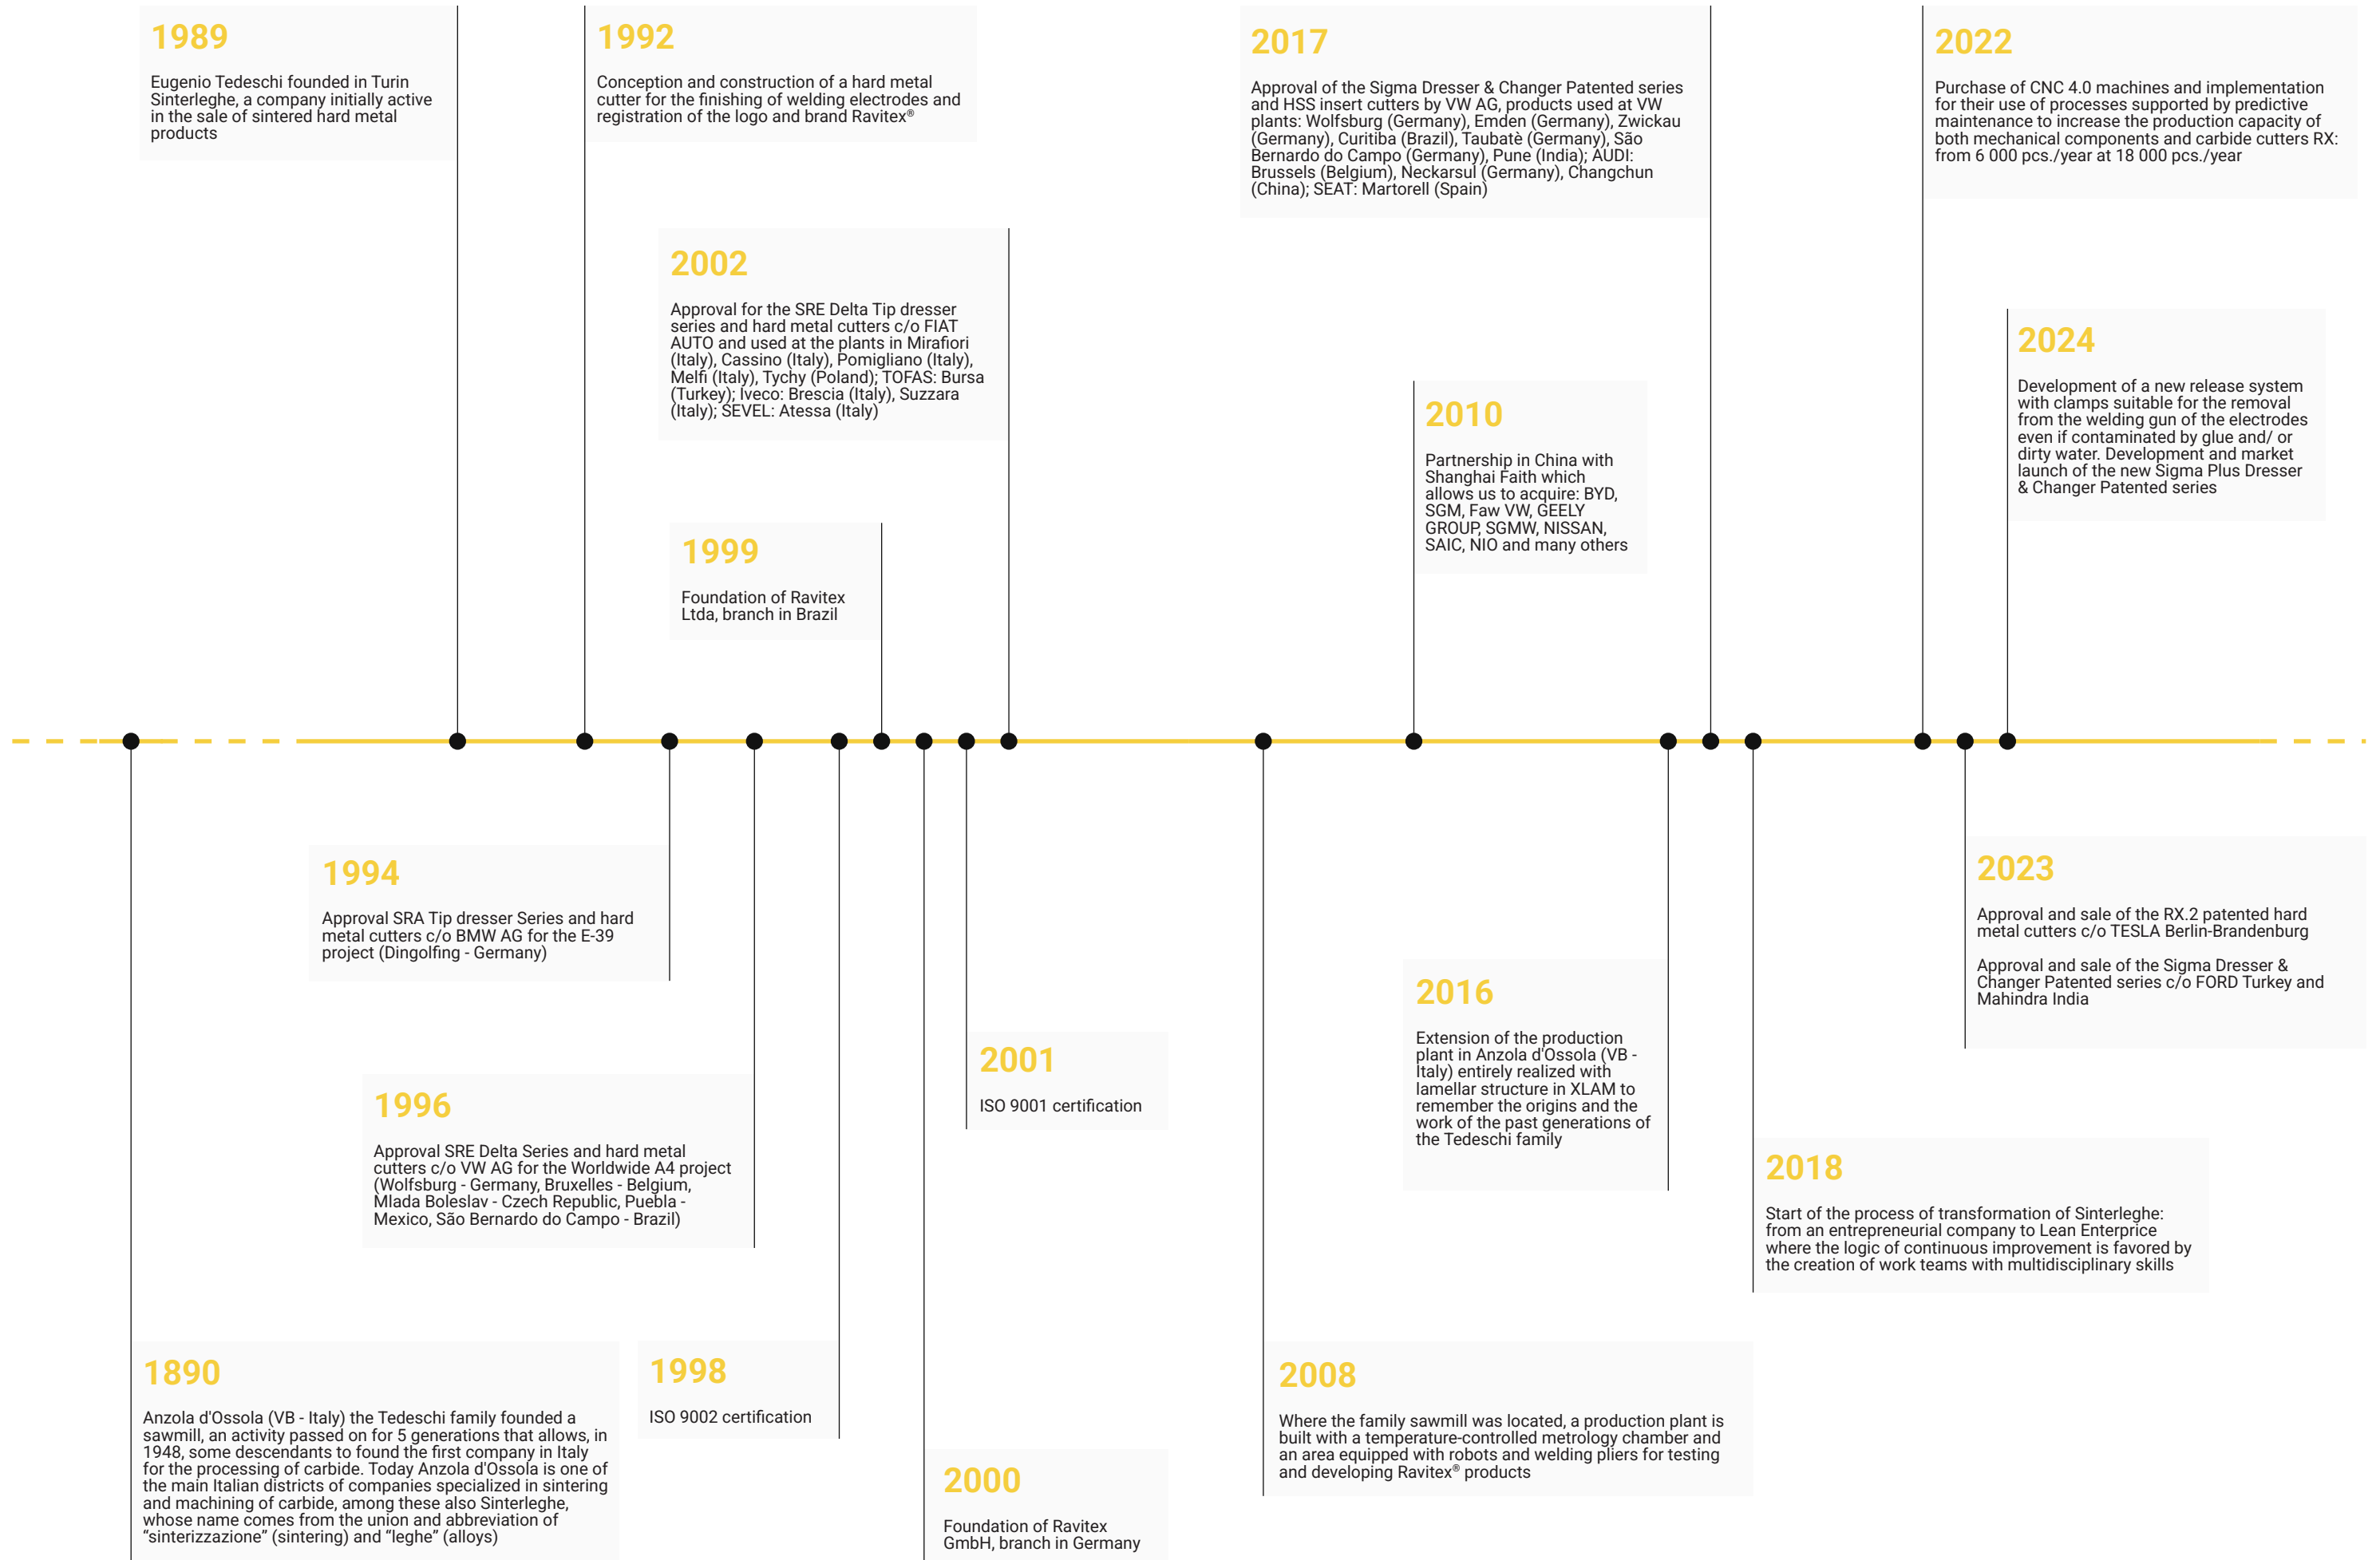 1989
Eugenio Tedeschi founded in Turin
Sinterleghe, a company initially active
in the sale of sintered hard metal
products
1992
Conception and construction of a hard metal
cutter for the finishing of welding electrodes and
registration of the logo and brand Ravitex®
2017
Approval of the Sigma Dresser & Changer Patented series
and HSS insert cutters by VW AG, products used at VW
plants: Wolfsburg (Germany), Emden (Germany), Zwickau
(Germany), Curitiba (Brazil), Taubatè (Germany), São
Bernardo do Campo (Germany), Pune (India); AUDI:
Brussels (Belgium), Neckarsul (Germany), Changchun
(China); SEAT: Martorell (Spain)
2022
Purchase of CNC 4.0 machines and implementation
for their use of processes supported by predictive
maintenance to increase the production capacity of
both mechanical components and carbide cutters RX:
from 6 000 pcs./year at 18 000 pcs./year
2002
Approval for the SRE Delta Tip dresser
series and hard metal cutters c/o FIAT
AUTO and used at the plants in Mirafiori
(Italy), Cassino (Italy), Pomigliano (Italy),
Melfi (Italy), Tychy (Poland); TOFAS: Bursa
(Turkey); Iveco: Brescia (Italy), Suzzara
(Italy); SEVEL: Atessa (Italy)
2024
Development of a new release system
with clamps suitable for the removal
from the welding gun of the electrodes
even if contaminated by glue and/ or
dirty water. Development and market
launch of the new Sigma Plus Dresser
& Changer Patented series
2010
Partnership in China with
Shanghai Faith which
allows us to acquire: BYD,
SGM, Faw VW, GEELY
GROUP, SGMW, NISSAN,
SAIC, NIO and many others
1999
Foundation of Ravitex
Ltda, branch in Brazil
1994
Approval SRA Tip dresser Series and hard
metal cutters c/o BMW AG for the E-39
project (Dingolfing - Germany)
2023
Approval and sale of the RX.2 patented hard
metal cutters c/o TESLA Berlin-Brandenburg
Approval and sale of the Sigma Dresser &
Changer Patented series c/o FORD Turkey and
Mahindra India
2016
Extension of the production
plant in Anzola d'Ossola (VB -
Italy) entirely realized with
lamellar structure in XLAM to
remember the origins and the
work of the past generations of
the Tedeschi family
2001
ISO 9001 certification
1996
Approval SRE Delta Series and hard metal
cutters c/o VW AG for the Worldwide A4 project
(Wolfsburg - Germany, Bruxelles - Belgium,
Mlada Boleslav - Czech Republic, Puebla -
Mexico, São Bernardo do Campo - Brazil)
2018
Start of the process of transformation of Sinterleghe:
from an entrepreneurial company to Lean Enterprice
where the logic of continuous improvement is favored by
the creation of work teams with multidisciplinary skills
1890
Anzola d'Ossola (VB - Italy) the Tedeschi family founded a
sawmill, an activity passed on for 5 generations that allows, in
1948, some descendants to found the first company in Italy
for the processing of carbide. Today Anzola d'Ossola is one of
the main Italian districts of companies specialized in sintering
and machining of carbide, among these also Sinterleghe,
whose name comes from the union and abbreviation of
“sinterizzazione” (sintering) and “leghe” (alloys)
1998
ISO 9002 certification
2008
Where the family sawmill was located, a production plant is
built with a temperature-controlled metrology chamber and
an area equipped with robots and welding pliers for testing
and developing Ravitex® products
2000
Foundation of Ravitex
GmbH, branch in Germany